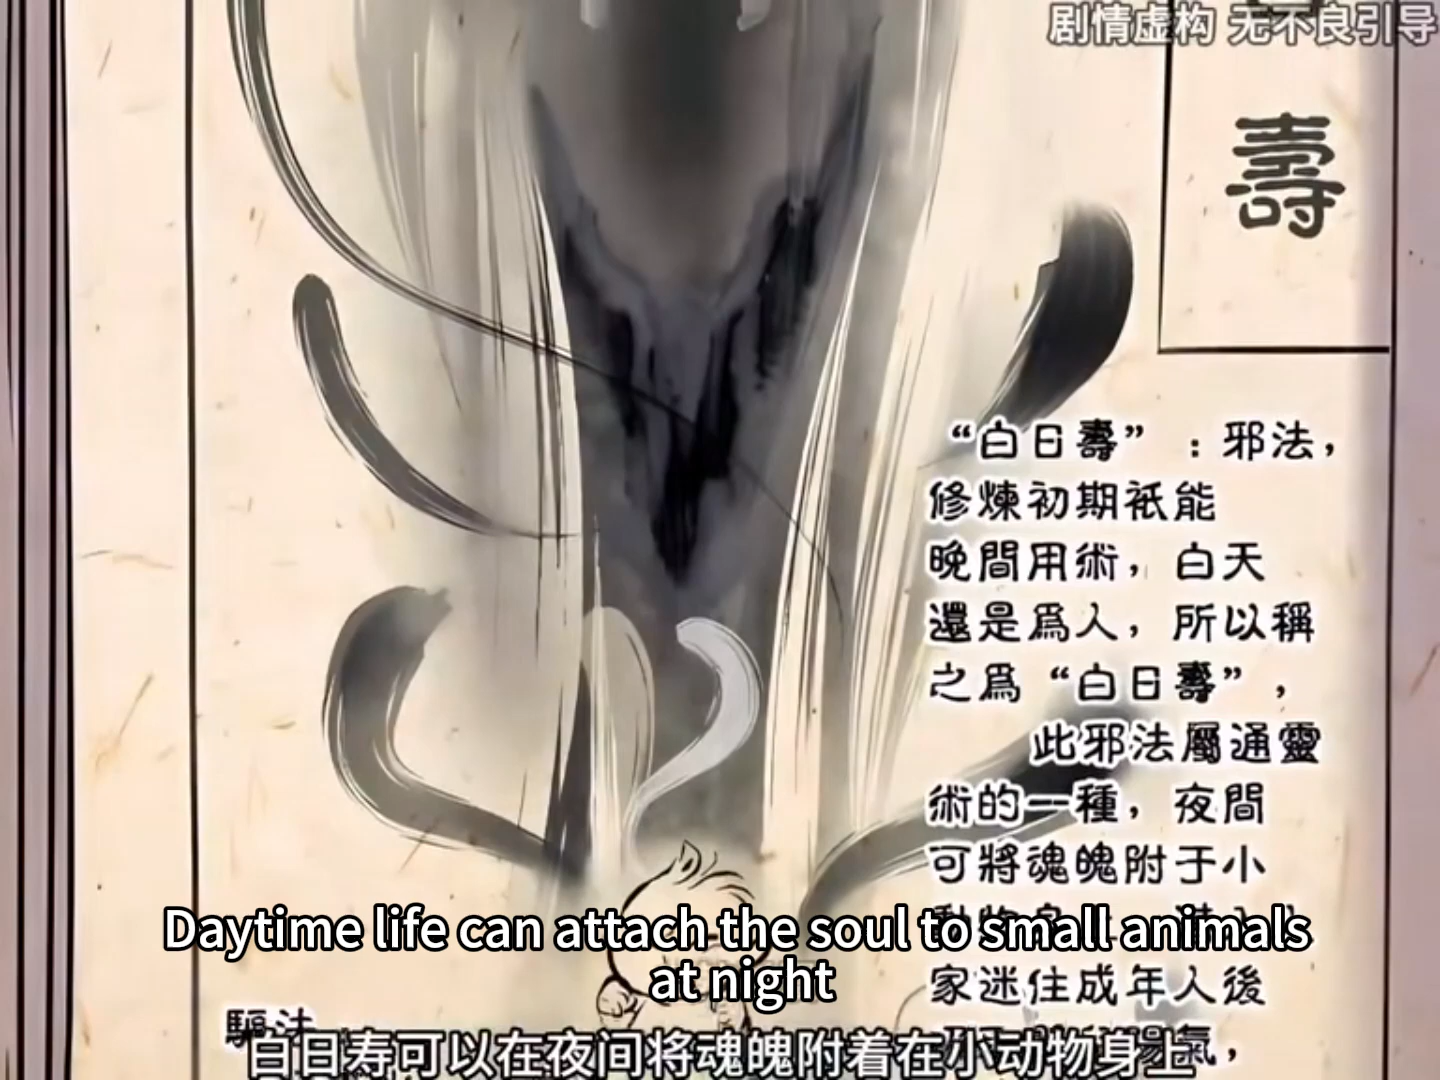 剧情虚构 无不良引导
壽
“白日壽”：邪法，
修煉初期衹能
晚間用術，白天
還是爲人，所以稱
之爲“白日壽”，
此邪法屬通靈
術的一種，夜間
可將魂魄附于小
家迷住成年人後
Daytime life can attach the soul to small animals
at night
驅法
白日寿可以在夜间将魂魄附着在小动物身上